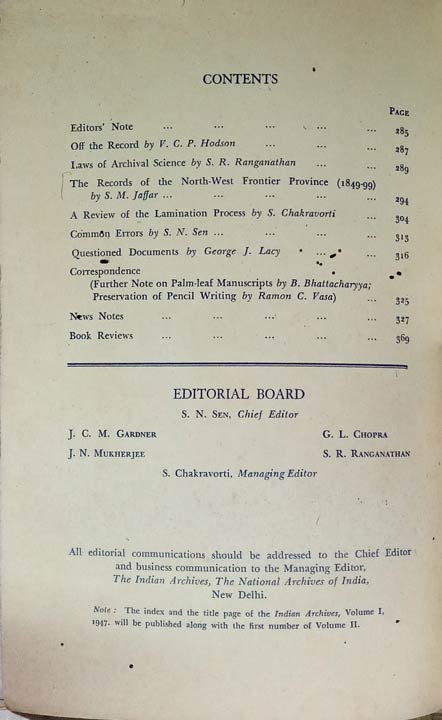 CONTENTS
PAGE
Editors' Note ... ... ... ... ... 285
Off the Record by V. C. P. Hodson ... ... ... 287
Laws of Archival Science by S. R. Ranganathan ... ... 289
The Records of the North-West Frontier Province (1849-99)
by S. M. Jaffar ... ... ... ... ... 294
A Review of the Lamination Process by S. Chakravorti ... 304
Common Errors by S. N. Sen ... ... ... ... 313
Questioned Documents by George J. Lacy ... ... 316
Correspondence
(Further Note on Palm-leaf Manuscripts by B. Bhattacharyya;
Preservation of Pencil Writing by Ramon C. Vasa) ... 325
News Notes ... ... ... ... ... 327
Book Reviews ... ... ... ... ... 369
EDITORIAL BOARD
S. N. SEN, Chief Editor
J. C. M. GARDNER G. L. CHOPRA
J. N. MUKHERJEE S. R. RANGANATHAN
S. Chakravorti, Managing Editor
All editorial communications should be addressed to the Chief Editor
and business communication to the Managing Editor,
The Indian Archives, The National Archives of India,
New Delhi.
Note : The index and the title page of the Indian Archives, Volume I,
1947, will be published along with the first number of Volume II.